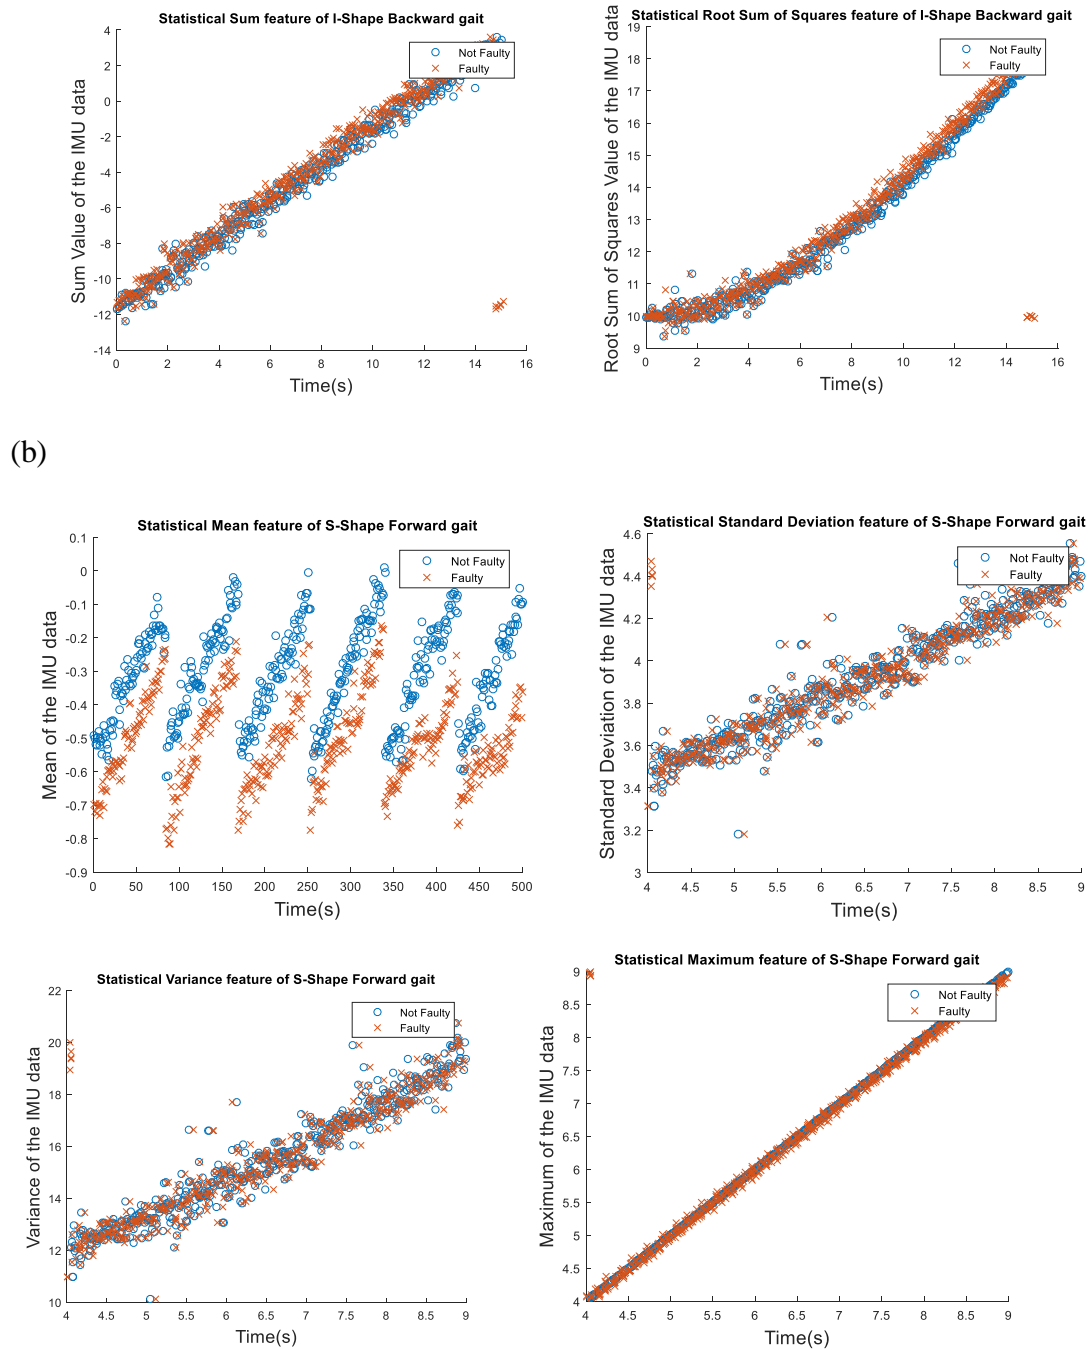 Statistical Sum feature of I-Shape Backward gait
Sum Value of the IMU data
4
2
0
-2
-4
-6
-8
-10
-12
-14
0 2 4 6 8 10 12 14 16
Time(s)
Not Faulty
Faulty
Statistical Root Sum of Squares feature of I-Shape Backward gait
Root Sum of Squares Value of the IMU data
19
18
17
16
15
14
13
12
11
10
9
0 2 4 6 8 10 12 14 16
Time(s)
Not Faulty
Faulty
(b)
Statistical Mean feature of S-Shape Forward gait
Mean of the IMU data
0.1
0
-0.1
-0.2
-0.3
-0.4
-0.5
-0.6
-0.7
-0.8
-0.9
0 50 100 150 200 250 300 350 400 450 500
Time(s)
Not Faulty
Faulty
Statistical Standard Deviation feature of S-Shape Forward gait
Standard Deviation of the IMU data
4.6
4.4
4.2
4
3.8
3.6
3.4
3.2
3
4 4.5 5 5.5 6 6.5 7 7.5 8 8.5 9
Time(s)
Not Faulty
Faulty
Statistical Variance feature of S-Shape Forward gait
Variance of the IMU data
22
20
18
16
14
12
10
4 4.5 5 5.5 6 6.5 7 7.5 8 8.5 9
Time(s)
Not Faulty
Faulty
Statistical Maximum feature of S-Shape Forward gait
Maximum of the IMU data
9
8.5
8
7.5
7
6.5
6
5.5
5
4.5
4
4 4.5 5 5.5 6 6.5 7 7.5 8 8.5 9
Time(s)
Not Faulty
Faulty